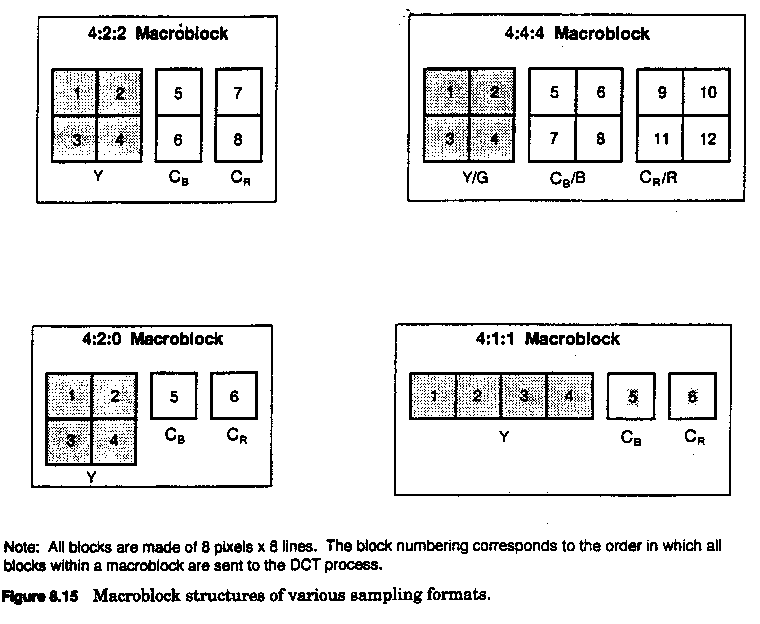 4:2:2 Macroblock
1 2 5 7
3 4 6 8
Y CB CR
4:4:4 Macroblock
1 2 5 6 9 10
3 4 7 8 11 12
Y/G CB/B CR/R
4:2:0 Macroblock
1 2 5 6
3 4 CB CR
Y
4:1:1 Macroblock
1 2 3 4 5 6
Y CB CR
Note: All blocks are made of 8 pixels x 8 lines. The block numbering corresponds to the order in which all
blocks within a macroblock are sent to the DCT process.
Figure 8.15 Macroblock structures of various sampling formats.